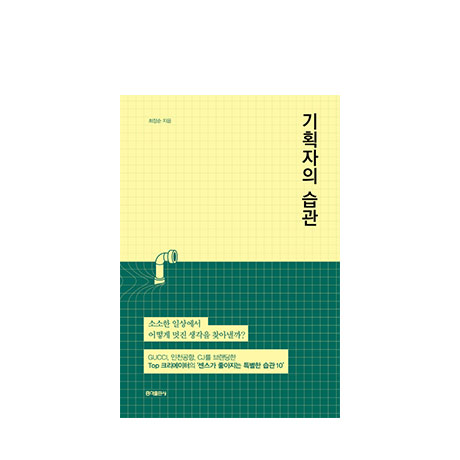 최장순 지음
기획자의 습관
소소한 일상에서
어떻게 멋진 생각을 찾아낼까?
GUCCI, 인천공항, CJ를 브랜딩한
Top 크리에이터의 '센스가 좋아지는 특별한 습관 10'